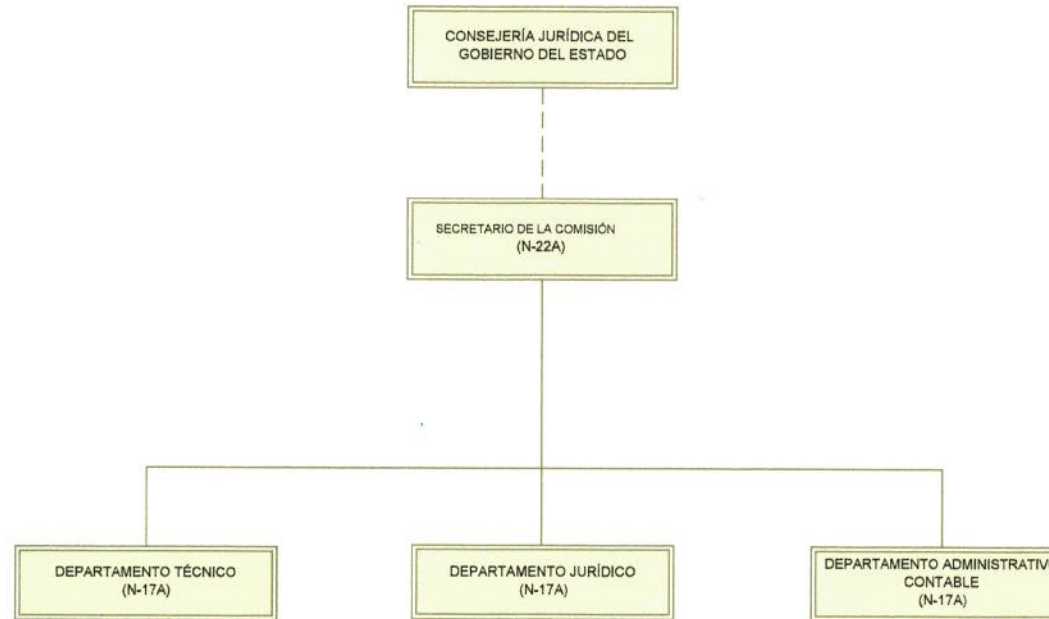 CONSEJERÍA JURÍDICA DEL
GOBIERNO DEL ESTADO
SECRETARIO DE LA COMISIÓN
(N-22A)
DEPARTAMENTO TÉCNICO
(N-17A)
DEPARTAMENTO JURÍDICO
(N-17A)
DEPARTAMENTO ADMINISTRATIV
CONTABLE
(N-17A)